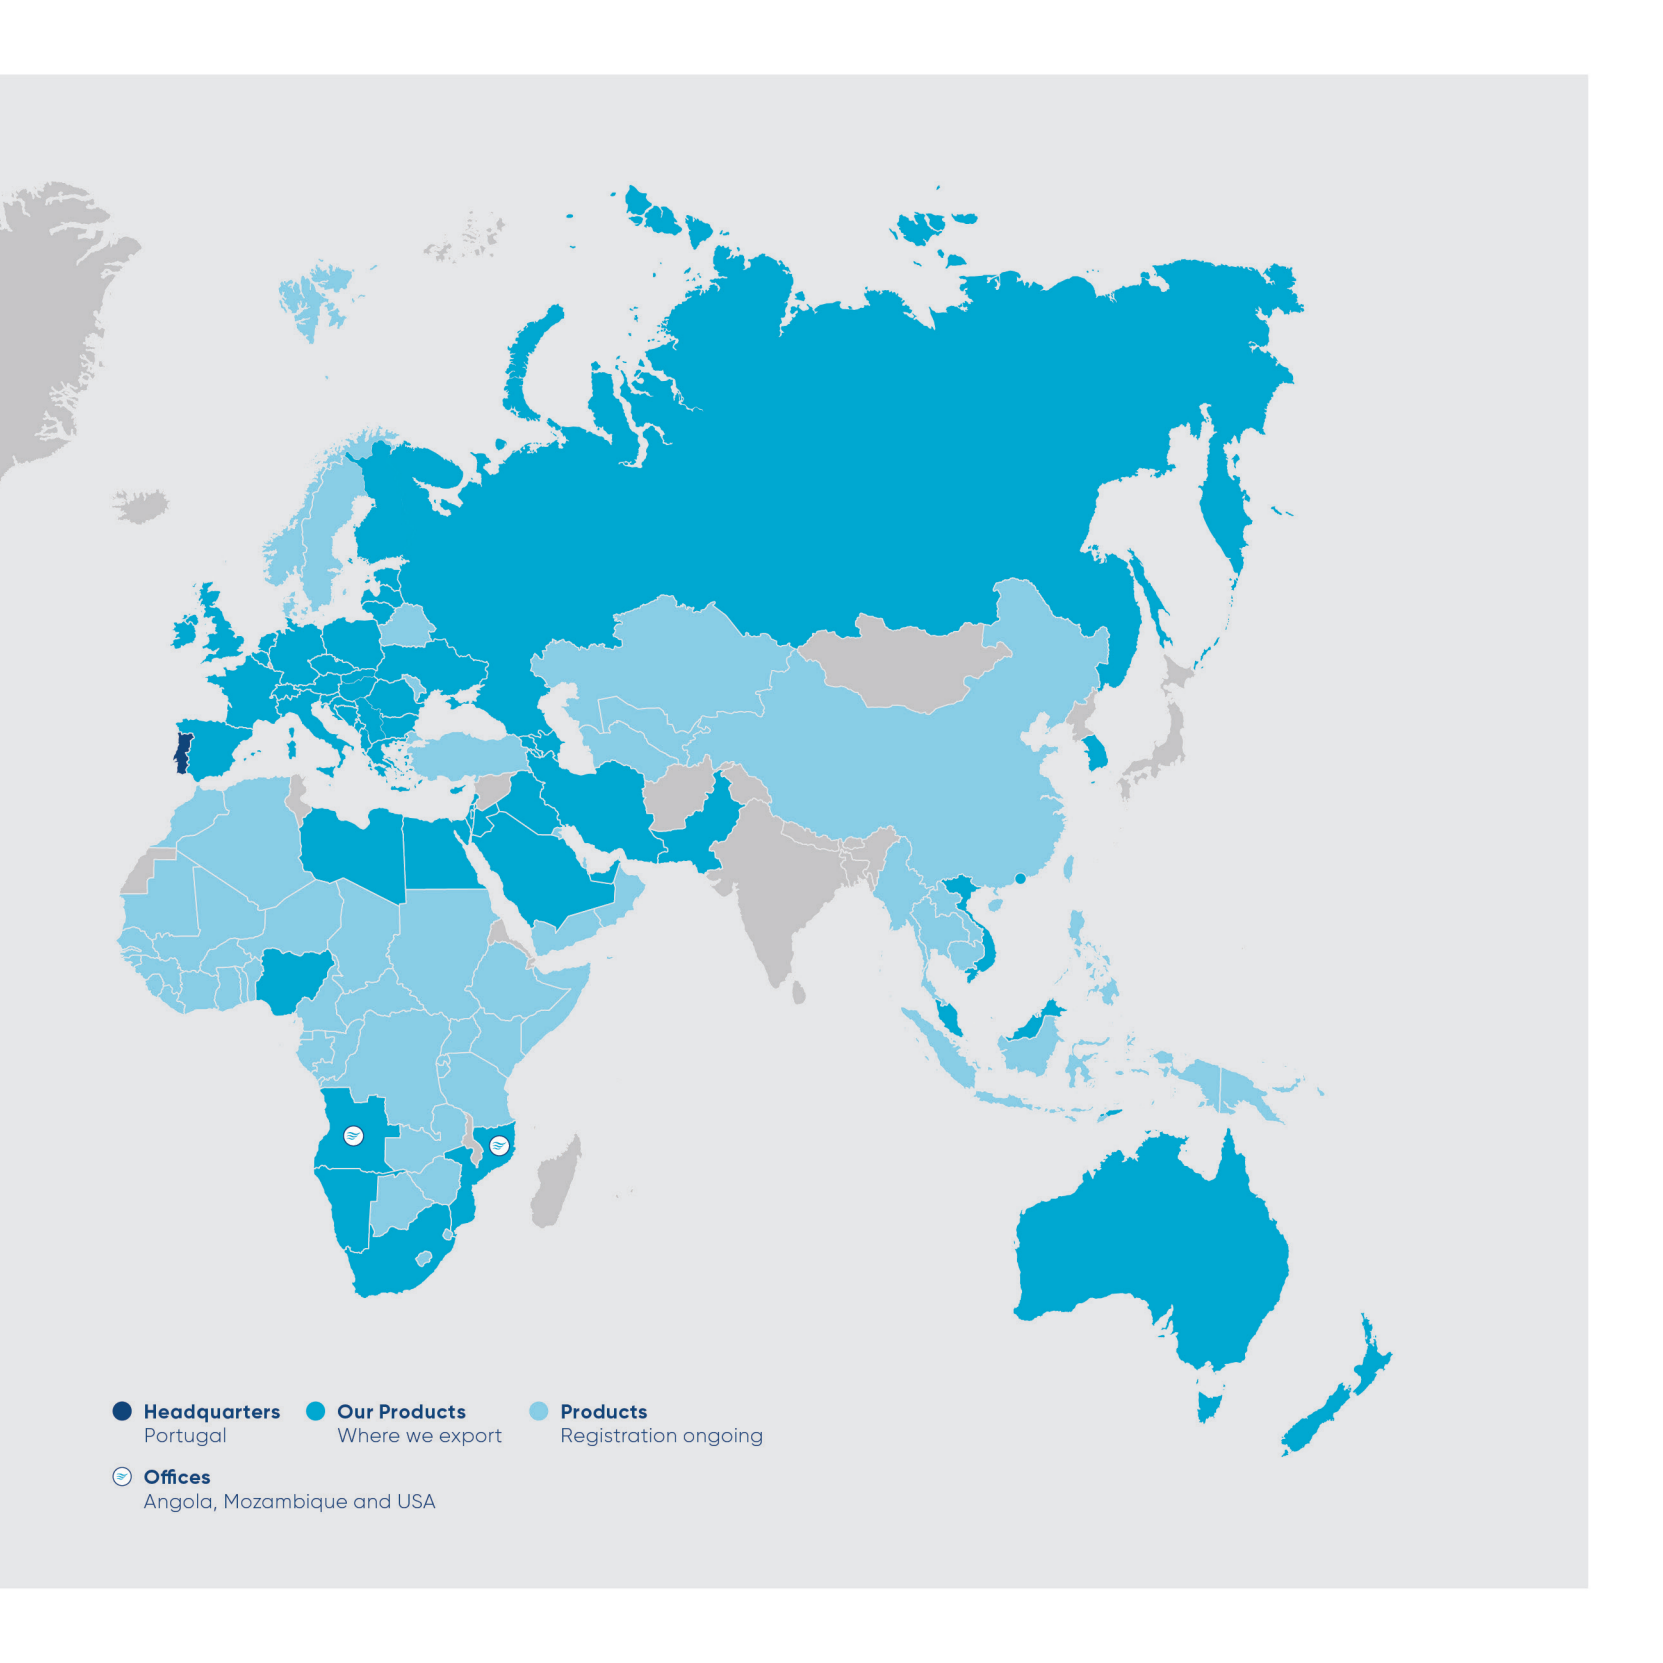 Headquarters
Portugal
Our Products
Where we export
Products
Registration ongoing
Offices
Angola, Mozambique and USA